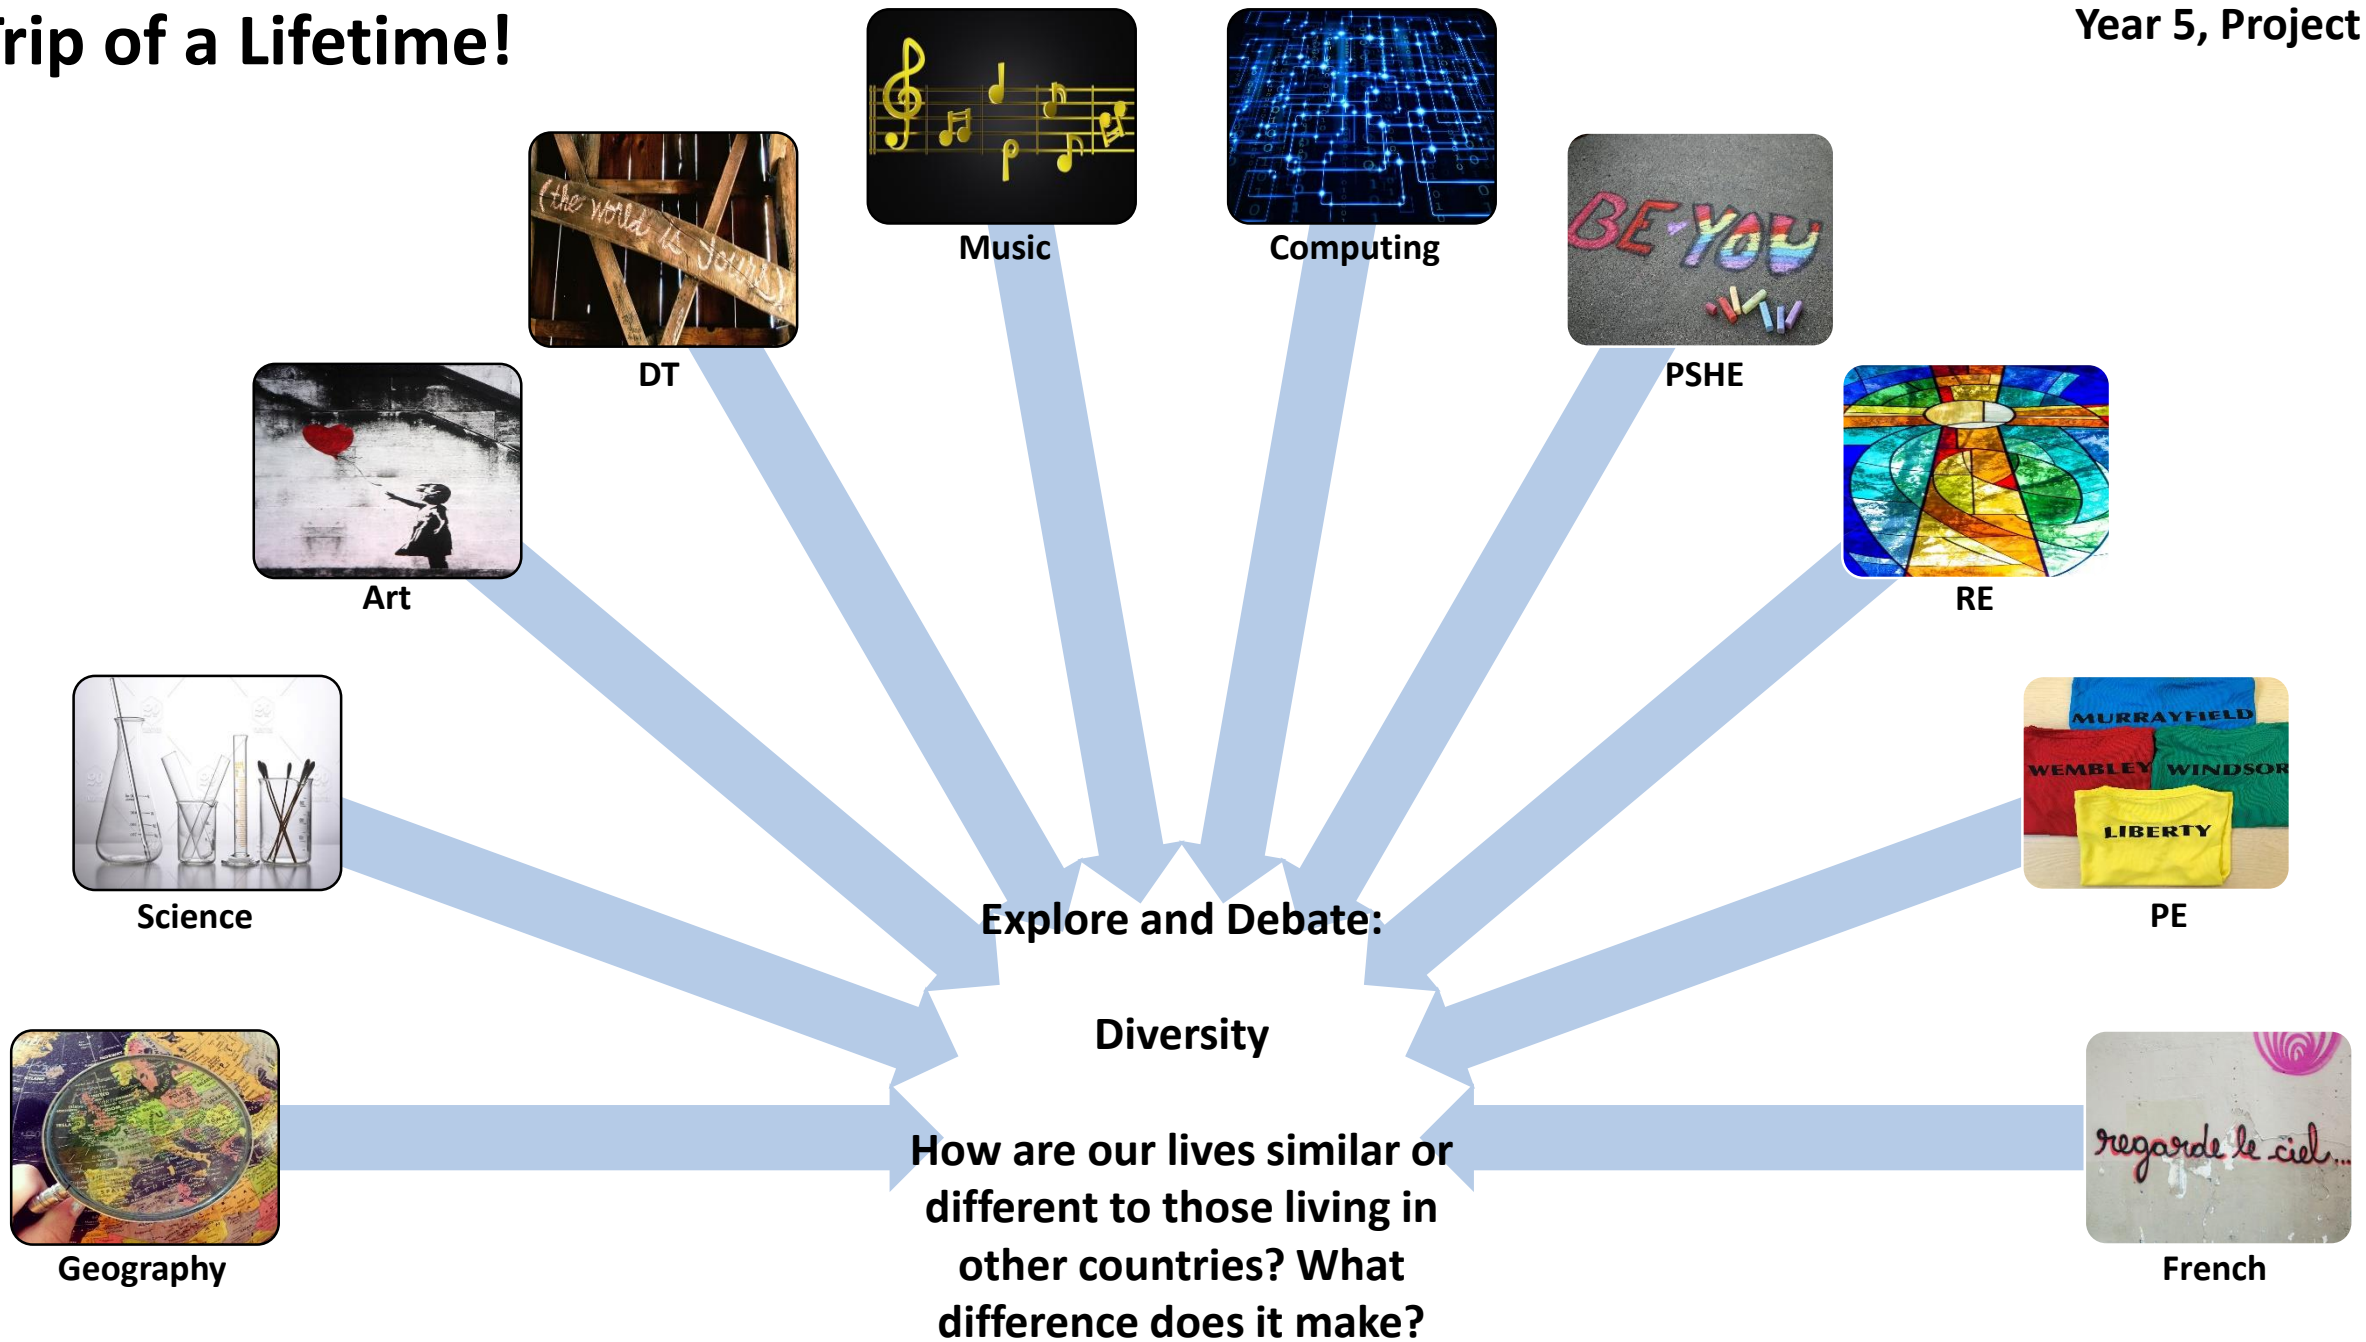 rip of a Lifetime!
Year 5, Project
Music
Computing
(the world is yours)
BE YOU
DT
PSHE
Art
RE
MURRAYFIELD
WEMBLEY
WINDSOR
LIBERTY
Science
PE
Explore and Debate:
Diversity
regarde le ciel...
How are our lives similar or
different to those living in
other countries? What
difference does it make?
Geography
French